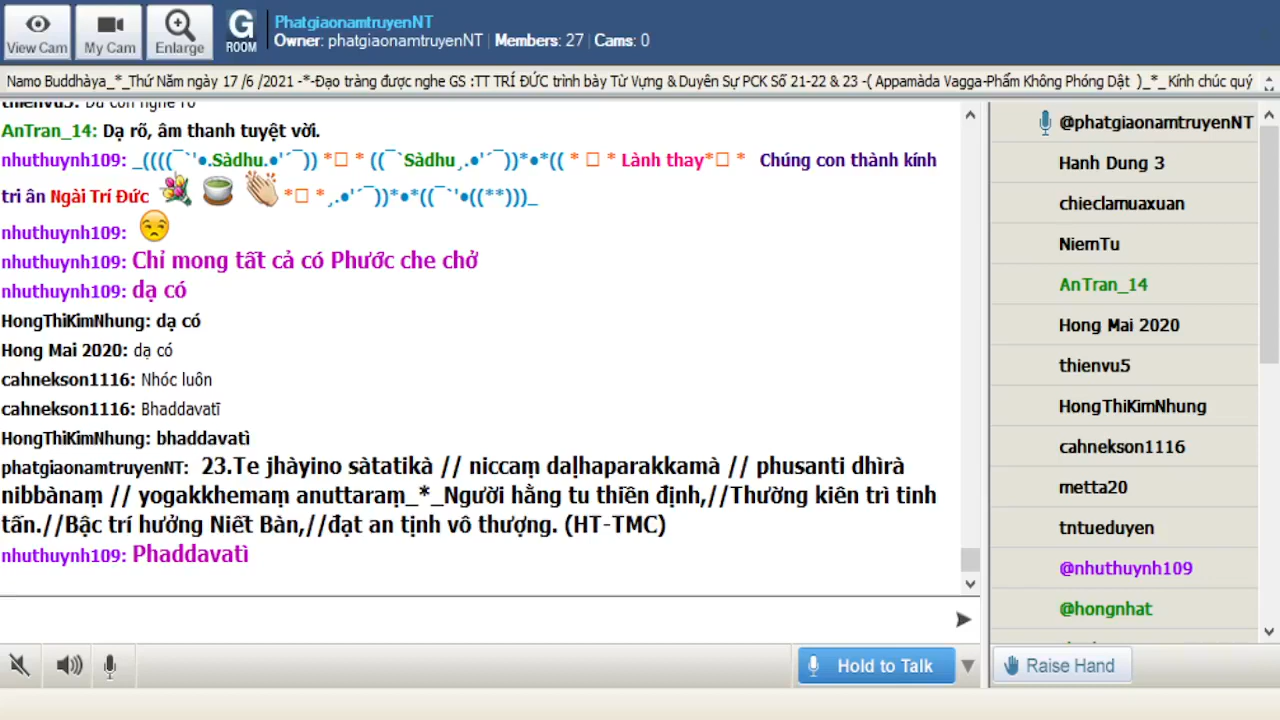 View Cam
My Cam
Enlarge
G
ROOM
PhatgiaonamtruyenNT
Owner: phatgiaonamtruyenNT | Members: 27 | Cams: 0
Namo Buddhàya_*_Thứ Năm ngày 17 /6 /2021 -*-Đạo tràng được nghe GS :TT TRÍ ĐỨC trình bày Từ Vựng & Duyên Sự PCK Số 21-22 & 23 -( Appamàda Vagga-Phẩm Không Phóng Dật )_*_Kính chúc quý
thienvu5: Dạ con nghe rõ
AnTran_14: Dạ rõ, âm thanh tuyệt vời.
nhuthuynh109: _((((¯`'●.Sàdhu.●'´¯)) *□ * ((¯`Sàdhu¸.●'´¯))*●*(( * □ * Lành thay*□ * Chúng con thành kính
tri ân Ngài Trí Đức *□ *¸.●'´¯))*●*((¯`'●((**)))_
nhuthuynh109:
nhuthuynh109: Chỉ mong tất cả có Phước che chở
nhuthuynh109: dạ có
HongThiKimNhung: dạ có
Hong Mai 2020: dạ có
cahnekson1116: Nhóc luôn
cahnekson1116: Bhaddavatī
HongThiKimNhung: bhaddavatì
phatgiaonamtruyenNT: 23.Te jhàyino sàtatikà // niccaṃ daḷhaparakkamà // phusanti dhìrà
nibbànaṃ // yogakkhemaṃ anuttaraṃ_*_Người hằng tu thiền định,//Thường kiên trì tinh
tấn.//Bậc trí hưởng Niết Bàn,//đạt an tịnh vô thượng. (HT-TMC)
nhuthuynh109: Phaddavatì
@phatgiaonamtruyenNT
Hanh Dung 3
chieclamuaxuan
NiemTu
AnTran_14
Hong Mai 2020
thienvu5
HongThiKimNhung
cahnekson1116
metta20
tntueduyen
@nhuthuynh109
@hongnhat
Hold to Talk
Raise Hand